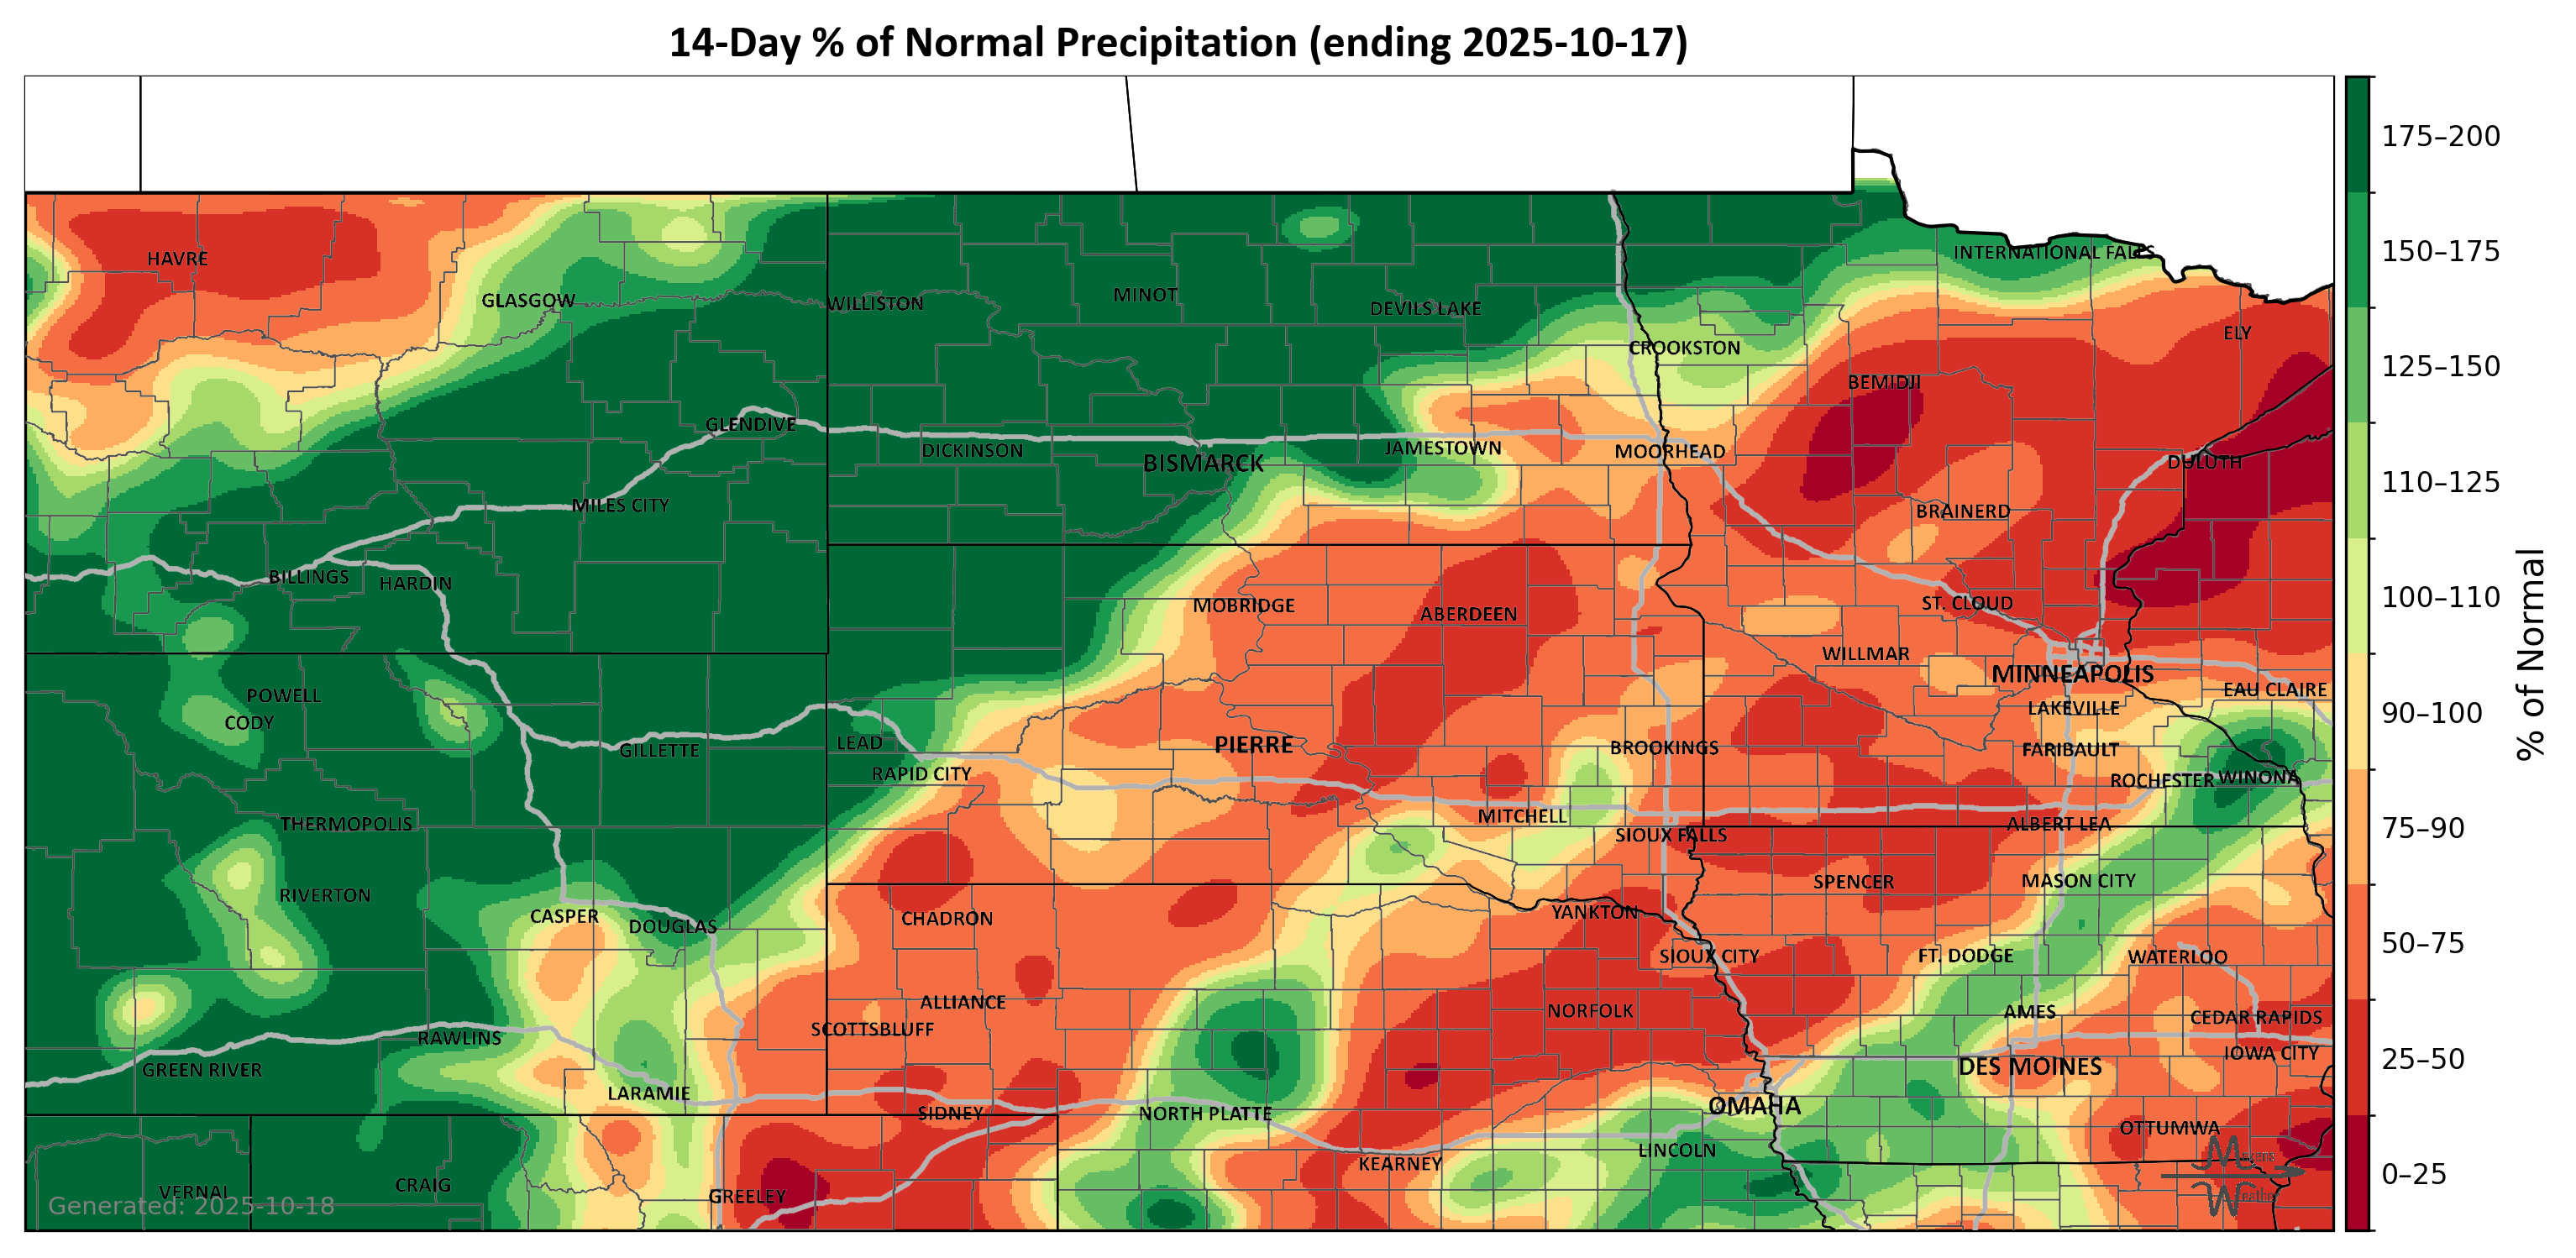 14-Day % of Normal Precipitation (ending 2025-10-17)
175–200
150–175
125–150
110–125
100–110
90–100
75–90
50–75
25–50
0–25
% of Normal
HAVRE
GLASGOW
WILLISTON
MINOT
DEVILS LAKE
CROOKSTON
INTERNATIONAL FALLS
ELY
BEMIDJI
GLENDIVE
DICKINSON
BISMARCK
JAMESTOWN
MOORHEAD
DULUTH
MILES CITY
BRAINERD
BILLINGS
HARDIN
MOBRIDGE
ABERDEEN
ST. CLOUD
WILLMAR
MINNEAPOLIS
EAU CLAIRE
POWELL
CODY
LAKEVILLE
GILLETTE
LEAD
PIERRE
BROOKINGS
FARIBAULT
RAPID CITY
ROCHESTER
WINONA
THERMOPOLIS
MITCHELL
SIOUX FALLS
ALBERT LEA
RIVERTON
SPENCER
MASON CITY
CASPER
DOUGLAS
CHADRON
YANKTON
SIOUX CITY
FT. DODGE
WATERLOO
ALLIANCE
NORFOLK
AMES
CEDAR RAPIDS
SCOTTSBLUFF
RAWLINS
IOWA CITY
GREEN RIVER
DES MOINES
LARAMIE
SIDNEY
NORTH PLATTE
OMAHA
OTTUMWA
LINCOLN
KEARNEY
VERNAL
CRAIG
GREELEY
Generated: 2025-10-18
Weather